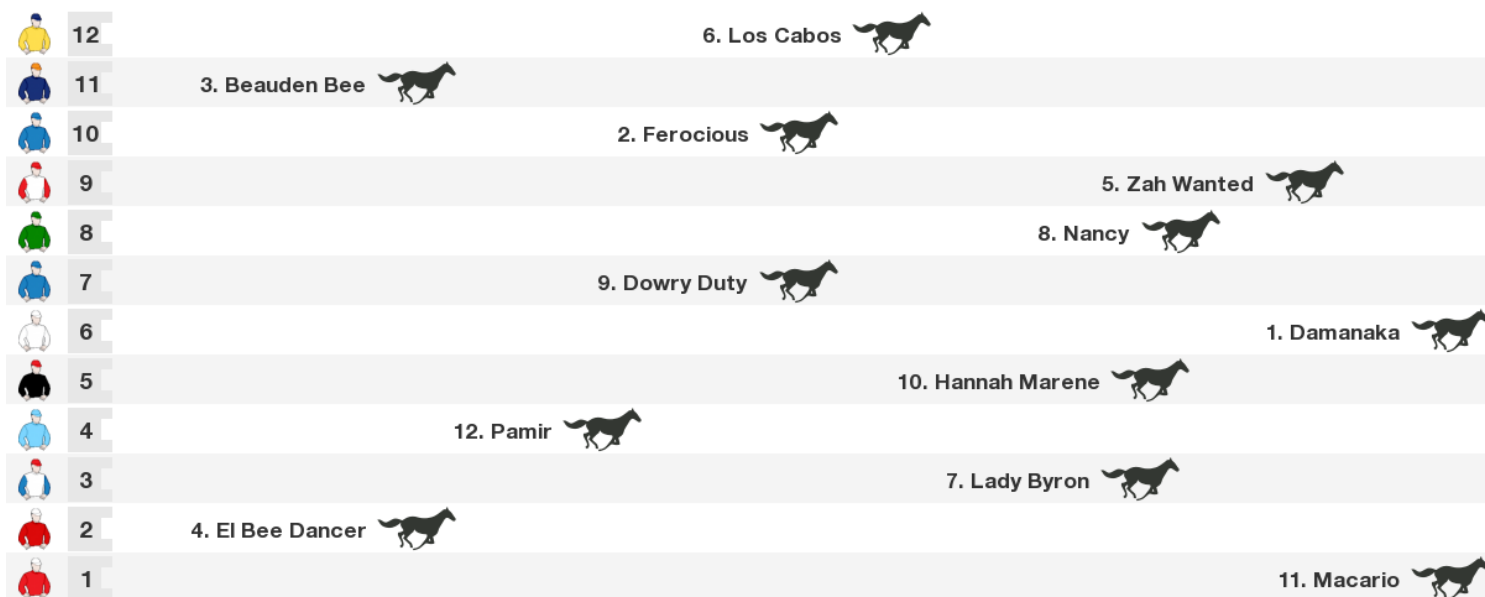 12 6. Los Cabos
11 3. Beauden Bee
10 2. Ferocious
9 5. Zah Wanted
8 8. Nancy
7 9. Dowry Duty
6 1. Damanaka
5 10. Hannah Marene
4 12. Pamir
3 7. Lady Byron
2 4. El Bee Dancer
1 11. Macario